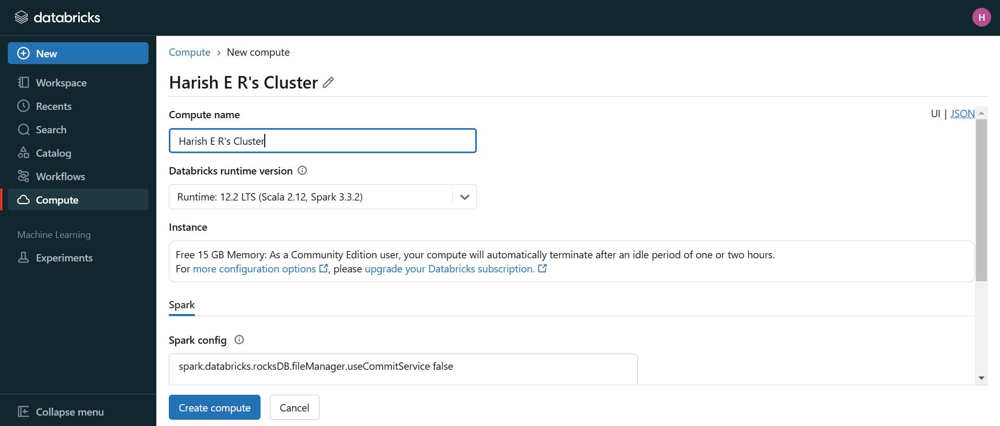 databricks
H
New
Workspace
Recents
Search
Catalog
Workflows
Compute
Machine Learning
Experiments
Collapse menu
Compute › New compute
Harish E R's Cluster
UI | JSON
Compute name
Harish E R's Cluster
Databricks runtime version
Runtime: 12.2 LTS (Scala 2.12, Spark 3.3.2)
Instance
Free 15 GB Memory: As a Community Edition user, your compute will automatically terminate after an idle period of one or two hours.
For more configuration options, please upgrade your Databricks subscription.
Spark
Spark config
spark.databricks.rocksDB.fileManager.useCommitService false
Create compute Cancel